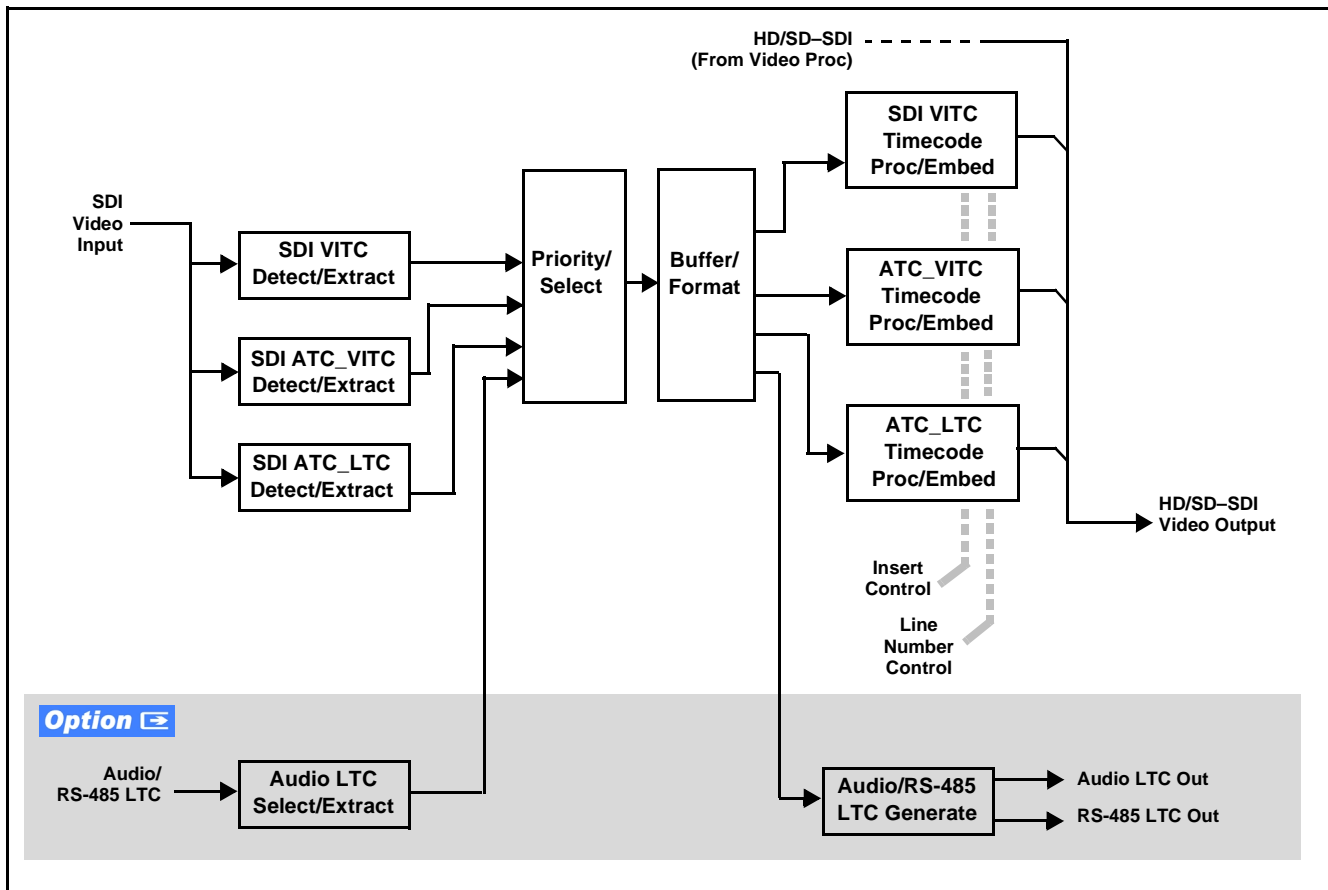 HD/SD–SDI
(From Video Proc)
SDI VITC
Timecode
Proc/Embed
SDI
Video
Input
SDI VITC
Detect/Extract
Priority/
Select
Buffer/
Format
ATC_VITC
Timecode
Proc/Embed
SDI ATC_VITC
Detect/Extract
ATC_LTC
Timecode
Proc/Embed
SDI ATC_LTC
Detect/Extract
HD/SD–SDI
Video Output
Insert
Control
Line
Number
Control
Option
Audio/
RS-485 LTC
Audio LTC
Select/Extract
Audio/RS-485
LTC Generate
Audio LTC Out
RS-485 LTC Out